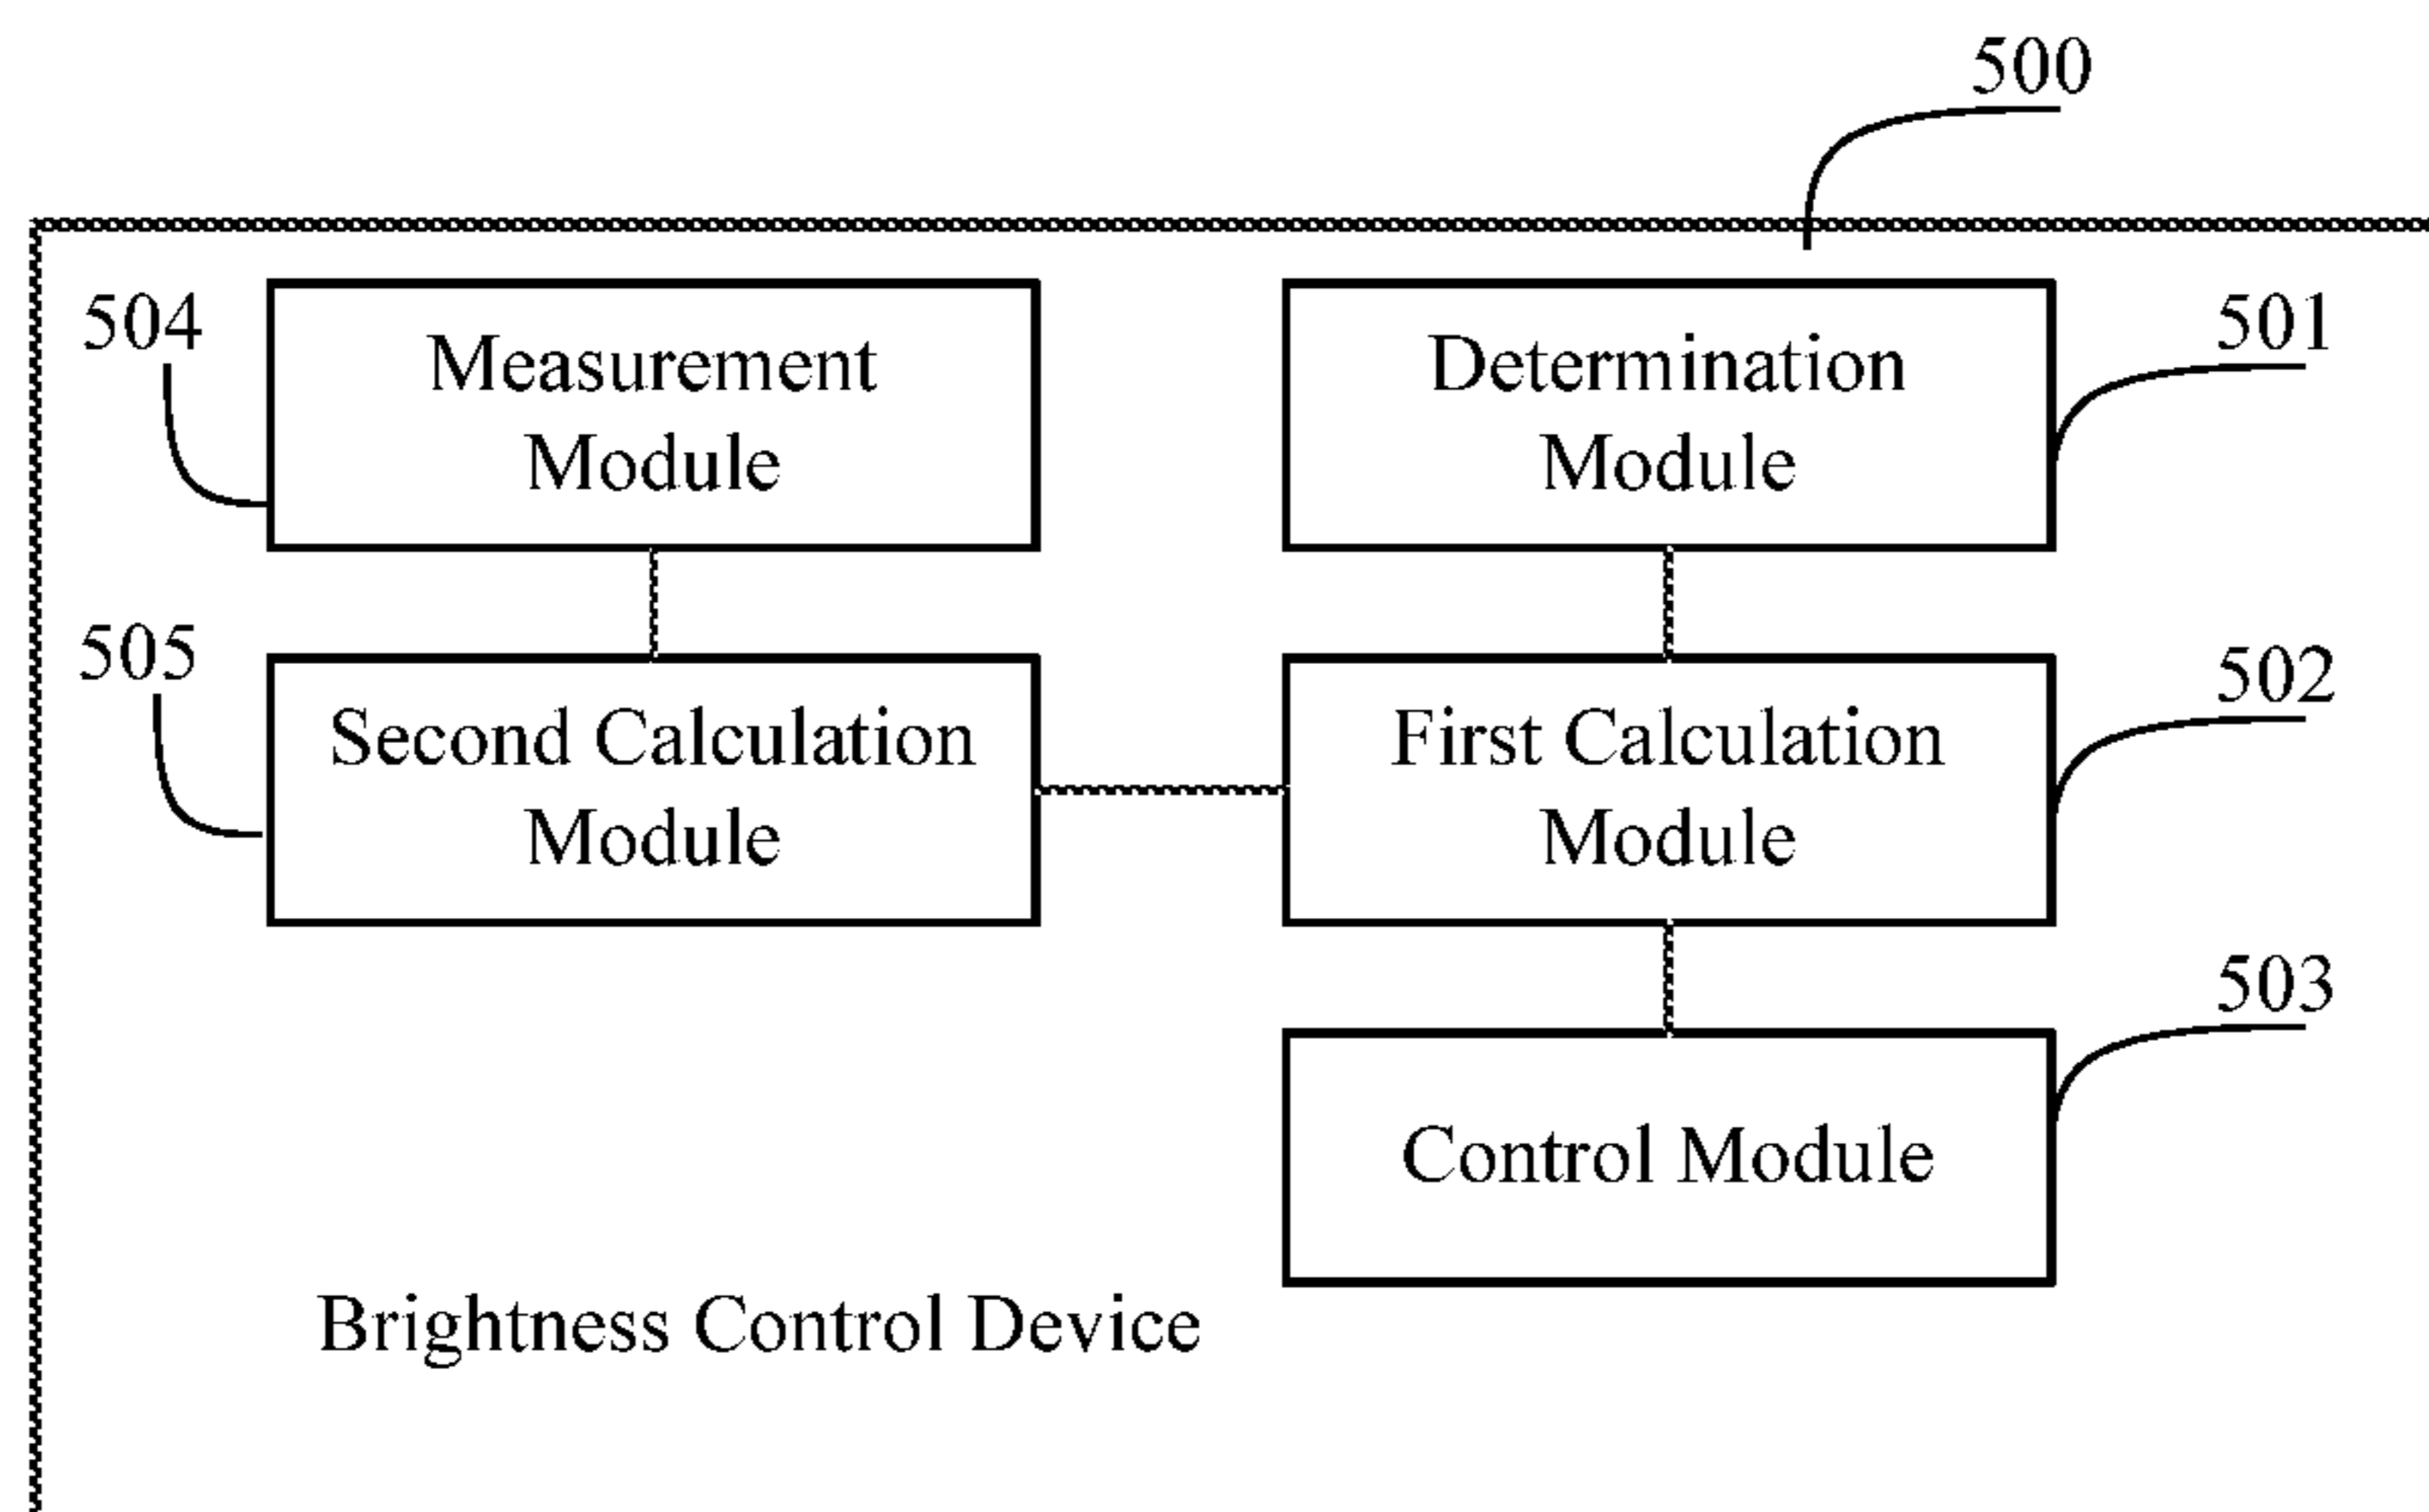 500
504
Measurement
Module
Determination
Module
501
505
Second Calculation
Module
First Calculation
Module
502
Control Module
503
Brightness Control Device